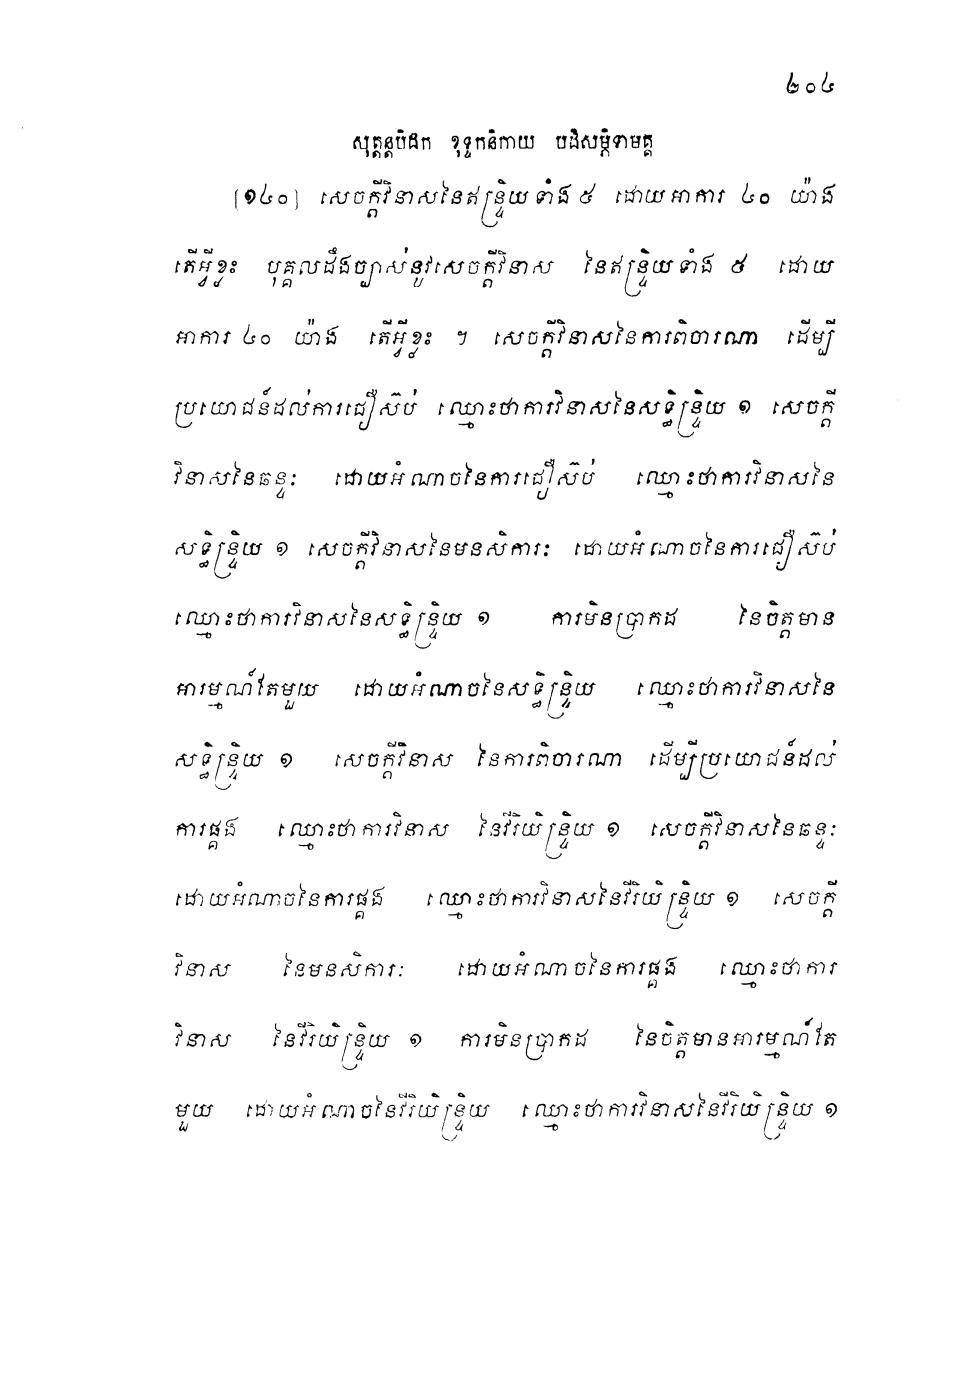 ២០៤
សុត្តន្តបិដក ខុទ្ទកនិកាយ បដិសម្ភិទាមគ្គ
[១៤០] សេចក្តីវិនាសនៃឥន្ទ្រិយទាំង ៥ ដោយអាការ ៤០ យ៉ាង
តើអ្វីខ្លះ បុគ្គលដឹងច្បាស់នូវសេចក្តីវិនាស នៃឥន្ទ្រិយទាំង ៥ ដោយ
អាការ ៤០ យ៉ាង តើអ្វីខ្លះ ។ សេចក្តីវិនាសនៃការពិចារណា ដើម្បី
ប្រយោជន៍ដល់ការជឿស៊ប់ ឈ្មោះថាការវិនាសនៃសទ្ធិន្ទ្រិយ ១ សេចក្តី
វិនាសនៃឆន្ទៈ ដោយអំណាចនៃការជឿស៊ប់ ឈ្មោះថាការវិនាសនៃ
សទ្ធិន្ទ្រិយ ១ សេចក្តីវិនាសនៃមនសិការៈ ដោយអំណាចនៃការជឿស៊ប់
ឈ្មោះថាការវិនាសនៃសទ្ធិន្ទ្រិយ ១ ការមិនប្រាកដ នៃចិត្តមាន
អារម្មណ៍តែមួយ ដោយអំណាចនៃសទ្ធិន្ទ្រិយ ឈ្មោះថាការវិនាសនៃ
សទ្ធិន្ទ្រិយ ១ សេចក្តីវិនាស នៃការពិចារណា ដើម្បីប្រយោជន៍ដល់
ការផ្គង ឈ្មោះថាការវិនាស នៃវីរិយិន្ទ្រិយ ១ សេចក្តីវិនាសនៃឆន្ទៈ
ដោយអំណាចនៃការផ្គង ឈ្មោះថាការវិនាសនៃវីរិយិន្ទ្រិយ ១ សេចក្តី
វិនាស នៃមនសិការៈ ដោយអំណាចនៃការផ្គង ឈ្មោះថាការ
វិនាស នៃវីរិយិន្ទ្រិយ ១ ការមិនប្រាកដ នៃចិត្តមានអារម្មណ៍តែ
មួយ ដោយអំណាចនៃវីរិយិន្ទ្រិយ ឈ្មោះថាការវិនាសនៃវីរិយិន្ទ្រិយ ១